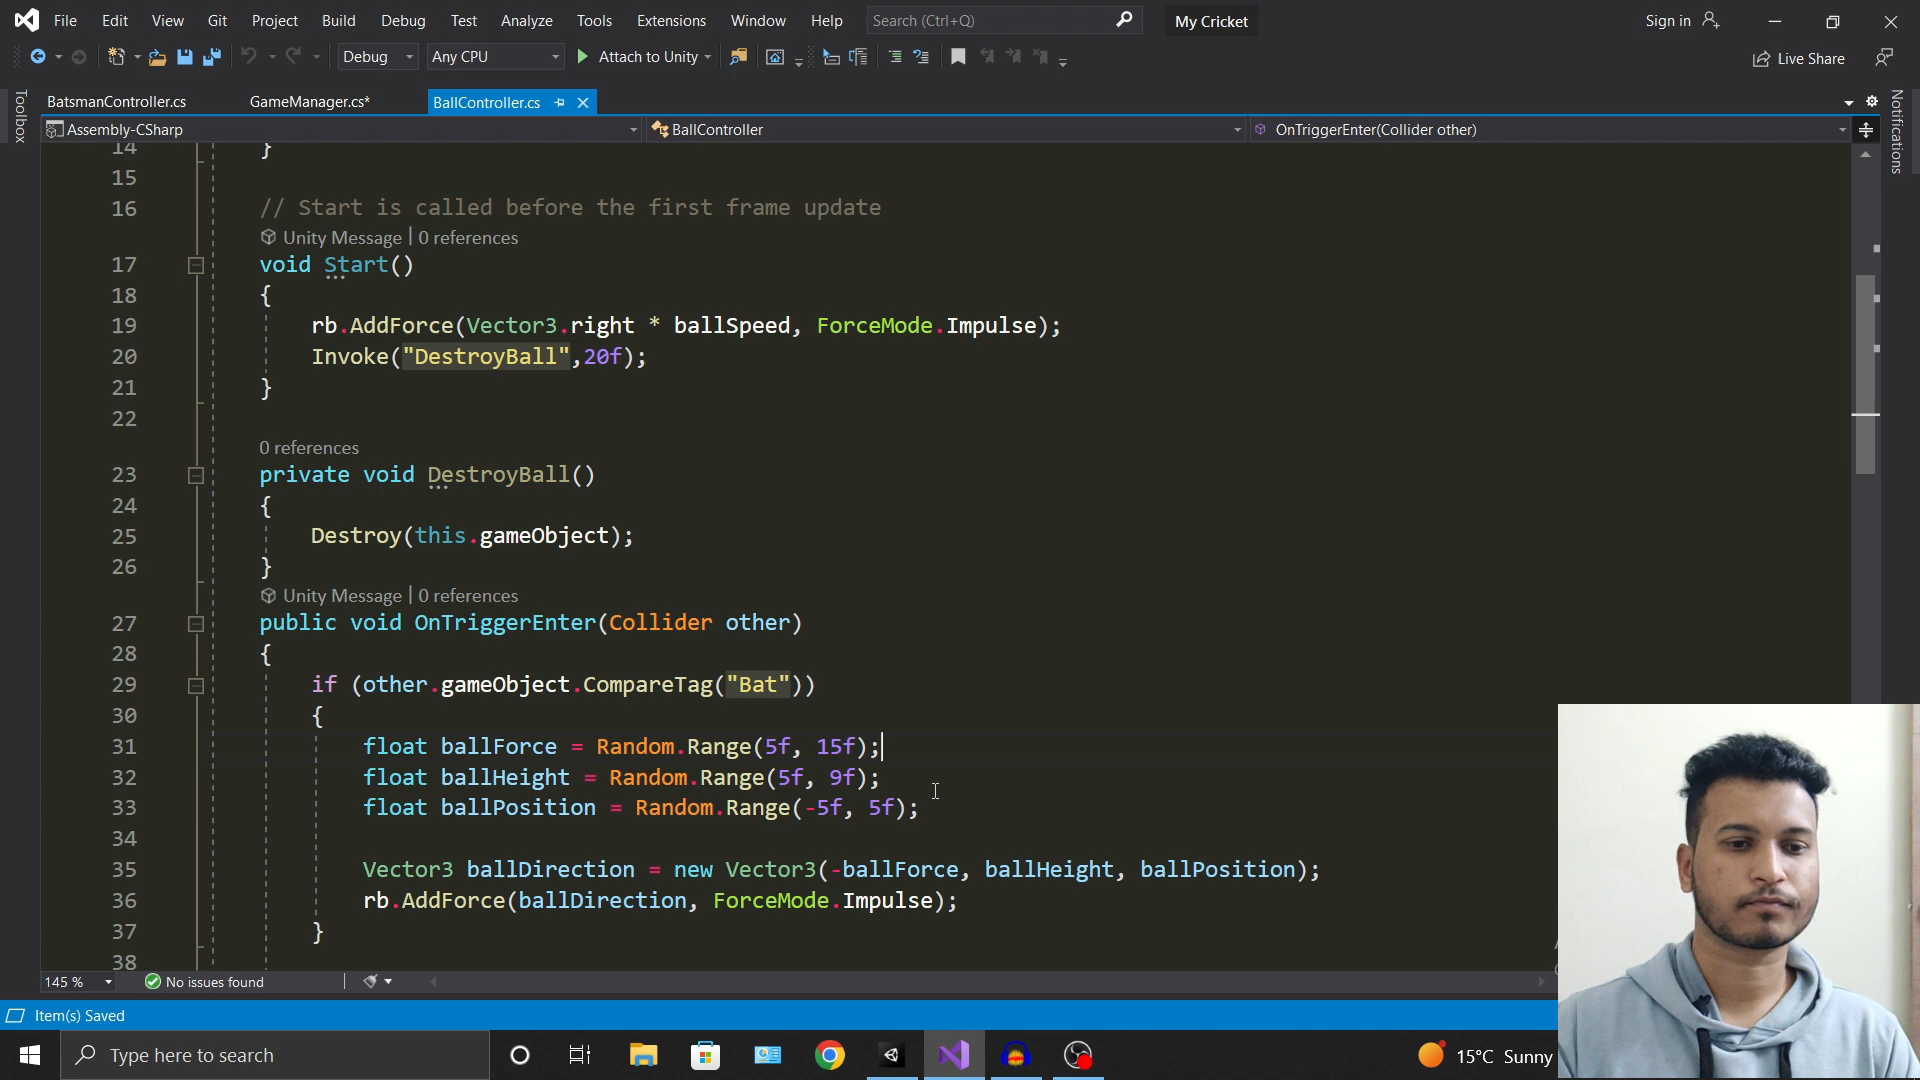 File Edit View Git Project Build Debug Test Analyze Tools Extensions Window Help Search (Ctrl+Q) My Cricket Sign in
Debug Any CPU Attach to Unity Live Share
Toolbox
BatsmanController.cs GameManager.cs* BallController.cs
Notifications
Assembly-CSharp BallController OnTriggerEnter(Collider other)
14 }
15
16 // Start is called before the first frame update
Unity Message | 0 references
17 void Start()
18 {
19 rb.AddForce(Vector3.right * ballSpeed, ForceMode.Impulse);
20 Invoke("DestroyBall",20f);
21 }
22
0 references
23 private void DestroyBall()
24 {
25 Destroy(this.gameObject);
26 }
Unity Message | 0 references
27 public void OnTriggerEnter(Collider other)
28 {
29 if (other.gameObject.CompareTag("Bat"))
30 {
31 float ballForce = Random.Range(5f, 15f);
32 float ballHeight = Random.Range(5f, 9f);
33 float ballPosition = Random.Range(-5f, 5f);
34
35 Vector3 ballDirection = new Vector3(-ballForce, ballHeight, ballPosition);
36 rb.AddForce(ballDirection, ForceMode.Impulse);
37 }
38
145 % No issues found
Item(s) Saved
Type here to search 15°C Sunny